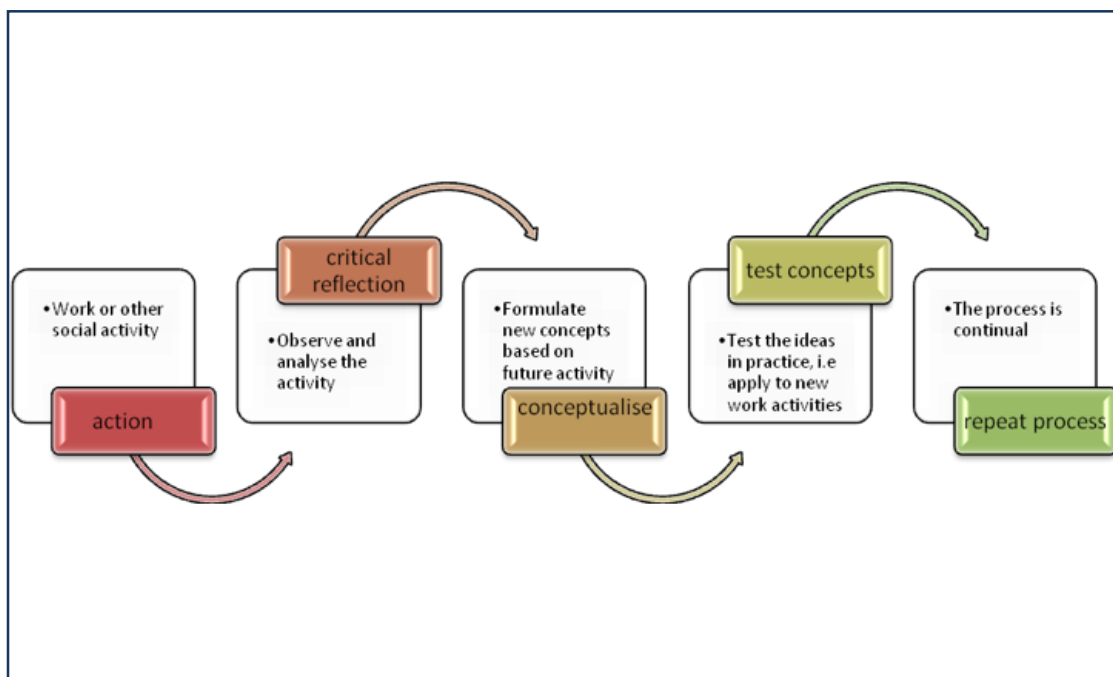 •Work or other
social activity
action
critical
reflection
•Observe and
analyse the
activity
•Formulate
new concepts
based on
future activity
conceptualise
test concepts
•Test the ideas
in practice, i.e
apply to new
work activities
•The process is
continual
repeat process